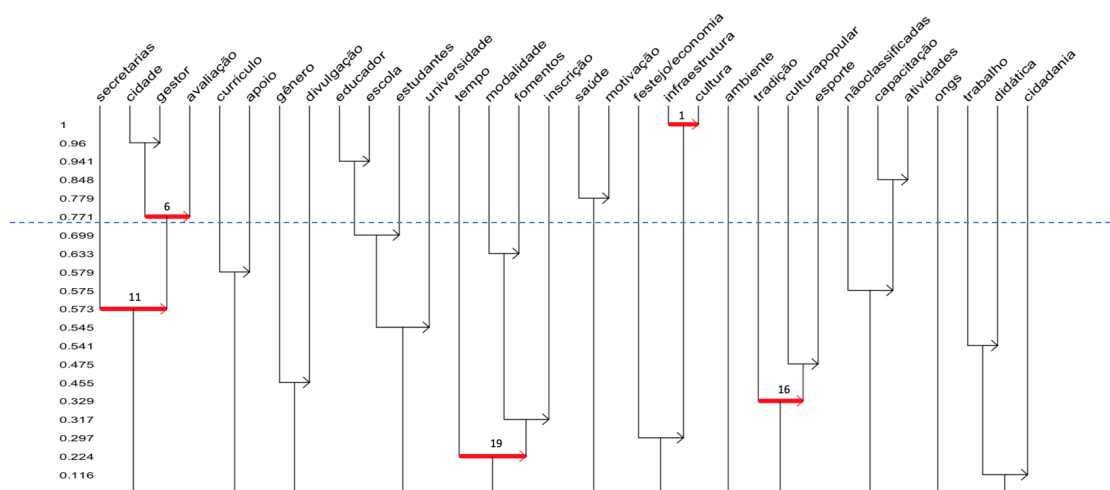 secretarias
cidade
gestor
avaliação
curriculo
apoio
gênero
divulgação
educador
escola
estudantes
universidade
tempo
modalidade
fomentos
inscrição
saúde
motivação
festejo/economia
infraestrutura
cultura
ambiente
tradição
culturapopular
esporte
nãoclassificadas
capacitação
atividades
ongs
trabalho
didática
cidadania
1
1
0.96
0.941
0.848
0.779
6
0.771
0.699
0.633
0.579
0.575
11
0.573
0.545
0.541
0.475
0.455
16
0.329
0.317
0.297
19
0.224
0.116